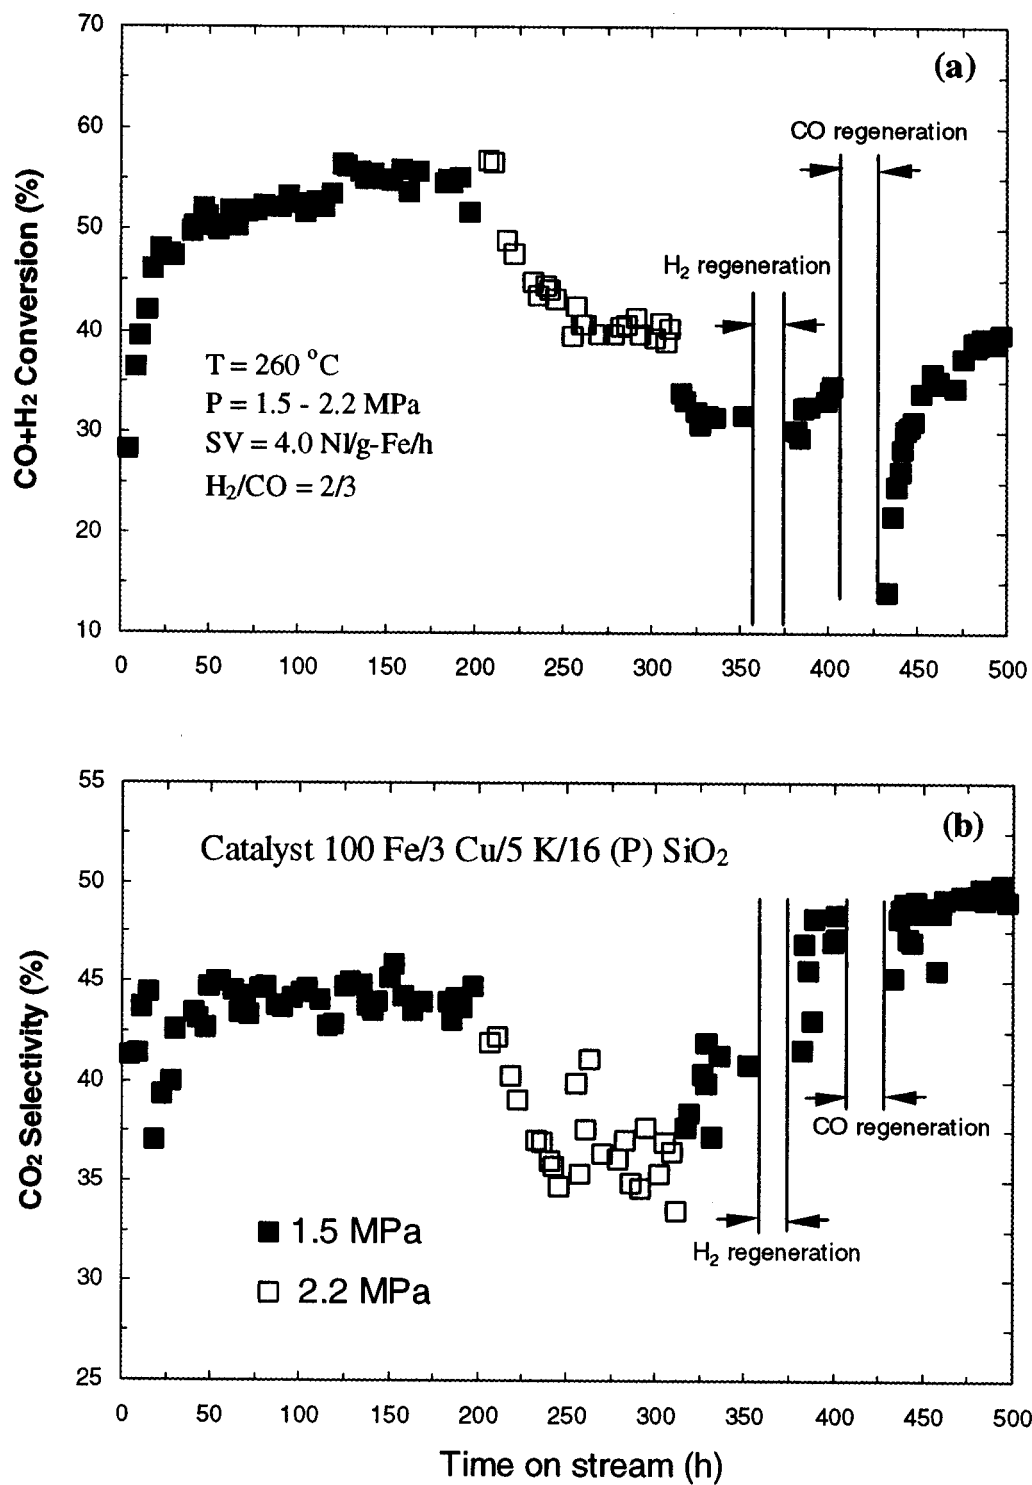 70
(a)
60
CO regeneration
50
H₂ regeneration
40
T = 260 °C
P = 1.5 - 2.2 MPa
30
SV = 4.0 Nl/g-Fe/h
H₂/CO = 2/3
20
10
CO+H₂ Conversion (%)
0 50 100 150 200 250 300 350 400 450 500
55
(b)
Catalyst 100 Fe/3 Cu/5 K/16 (P) SiO₂
50
45
40
CO regeneration
35
1.5 MPa
H₂ regeneration
30
2.2 MPa
25
CO₂ Selectivity (%)
0 50 100 150 200 250 300 350 400 450 500
Time on stream (h)